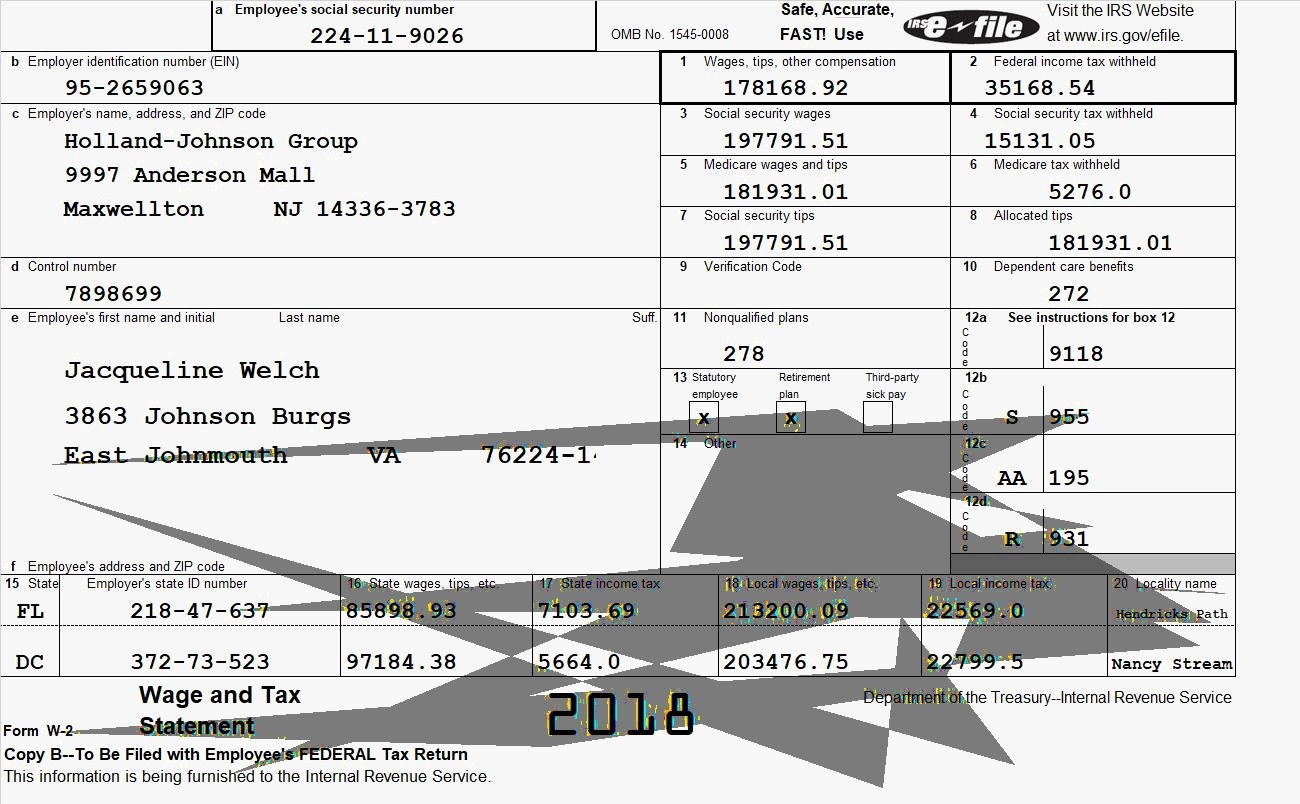 a Employee's social security number
224-11-9026
OMB No. 1545-0008
Safe, Accurate,
FAST! Use
IRS e-file
Visit the IRS Website
at www.irs.gov/efile.
b Employer identification number (EIN)
95-2659063
1 Wages, tips, other compensation
178168.92
2 Federal income tax withheld
35168.54
c Employer's name, address, and ZIP code
Holland-Johnson Group
9997 Anderson Mall
Maxwellton NJ 14336-3783
3 Social security wages
197791.51
4 Social security tax withheld
15131.05
5 Medicare wages and tips
181931.01
6 Medicare tax withheld
5276.0
7 Social security tips
197791.51
8 Allocated tips
181931.01
d Control number
7898699
9 Verification Code
10 Dependent care benefits
272
e Employee's first name and initial Last name Suff.
Jacqueline Welch
3863 Johnson Burgs
East Johnmouth VA 76224-1
11 Nonqualified plans
278
12a See instructions for box 12
Code
9118
13 Statutory employee
x
Retirement plan
x
Third-party sick pay
12b
Code
S 955
14 Other
12c
Code
AA 195
12d
Code
R 931
f Employee's address and ZIP code
15 State Employer's state ID number 16 State wages, tips, etc. 17 State income tax 18 Local wages, tips, etc. 19 Local income tax 20 Locality name
FL 218-47-637 85898.93 7103.69 213200.09 22569.0 Hendricks Path
DC 372-73-523 97184.38 5664.0 203476.75 22799.5 Nancy Stream
Form W-2 Wage and Tax
Statement
2018
Department of the Treasury--Internal Revenue Service
Copy B--To Be Filed with Employee's FEDERAL Tax Return
This information is being furnished to the Internal Revenue Service.